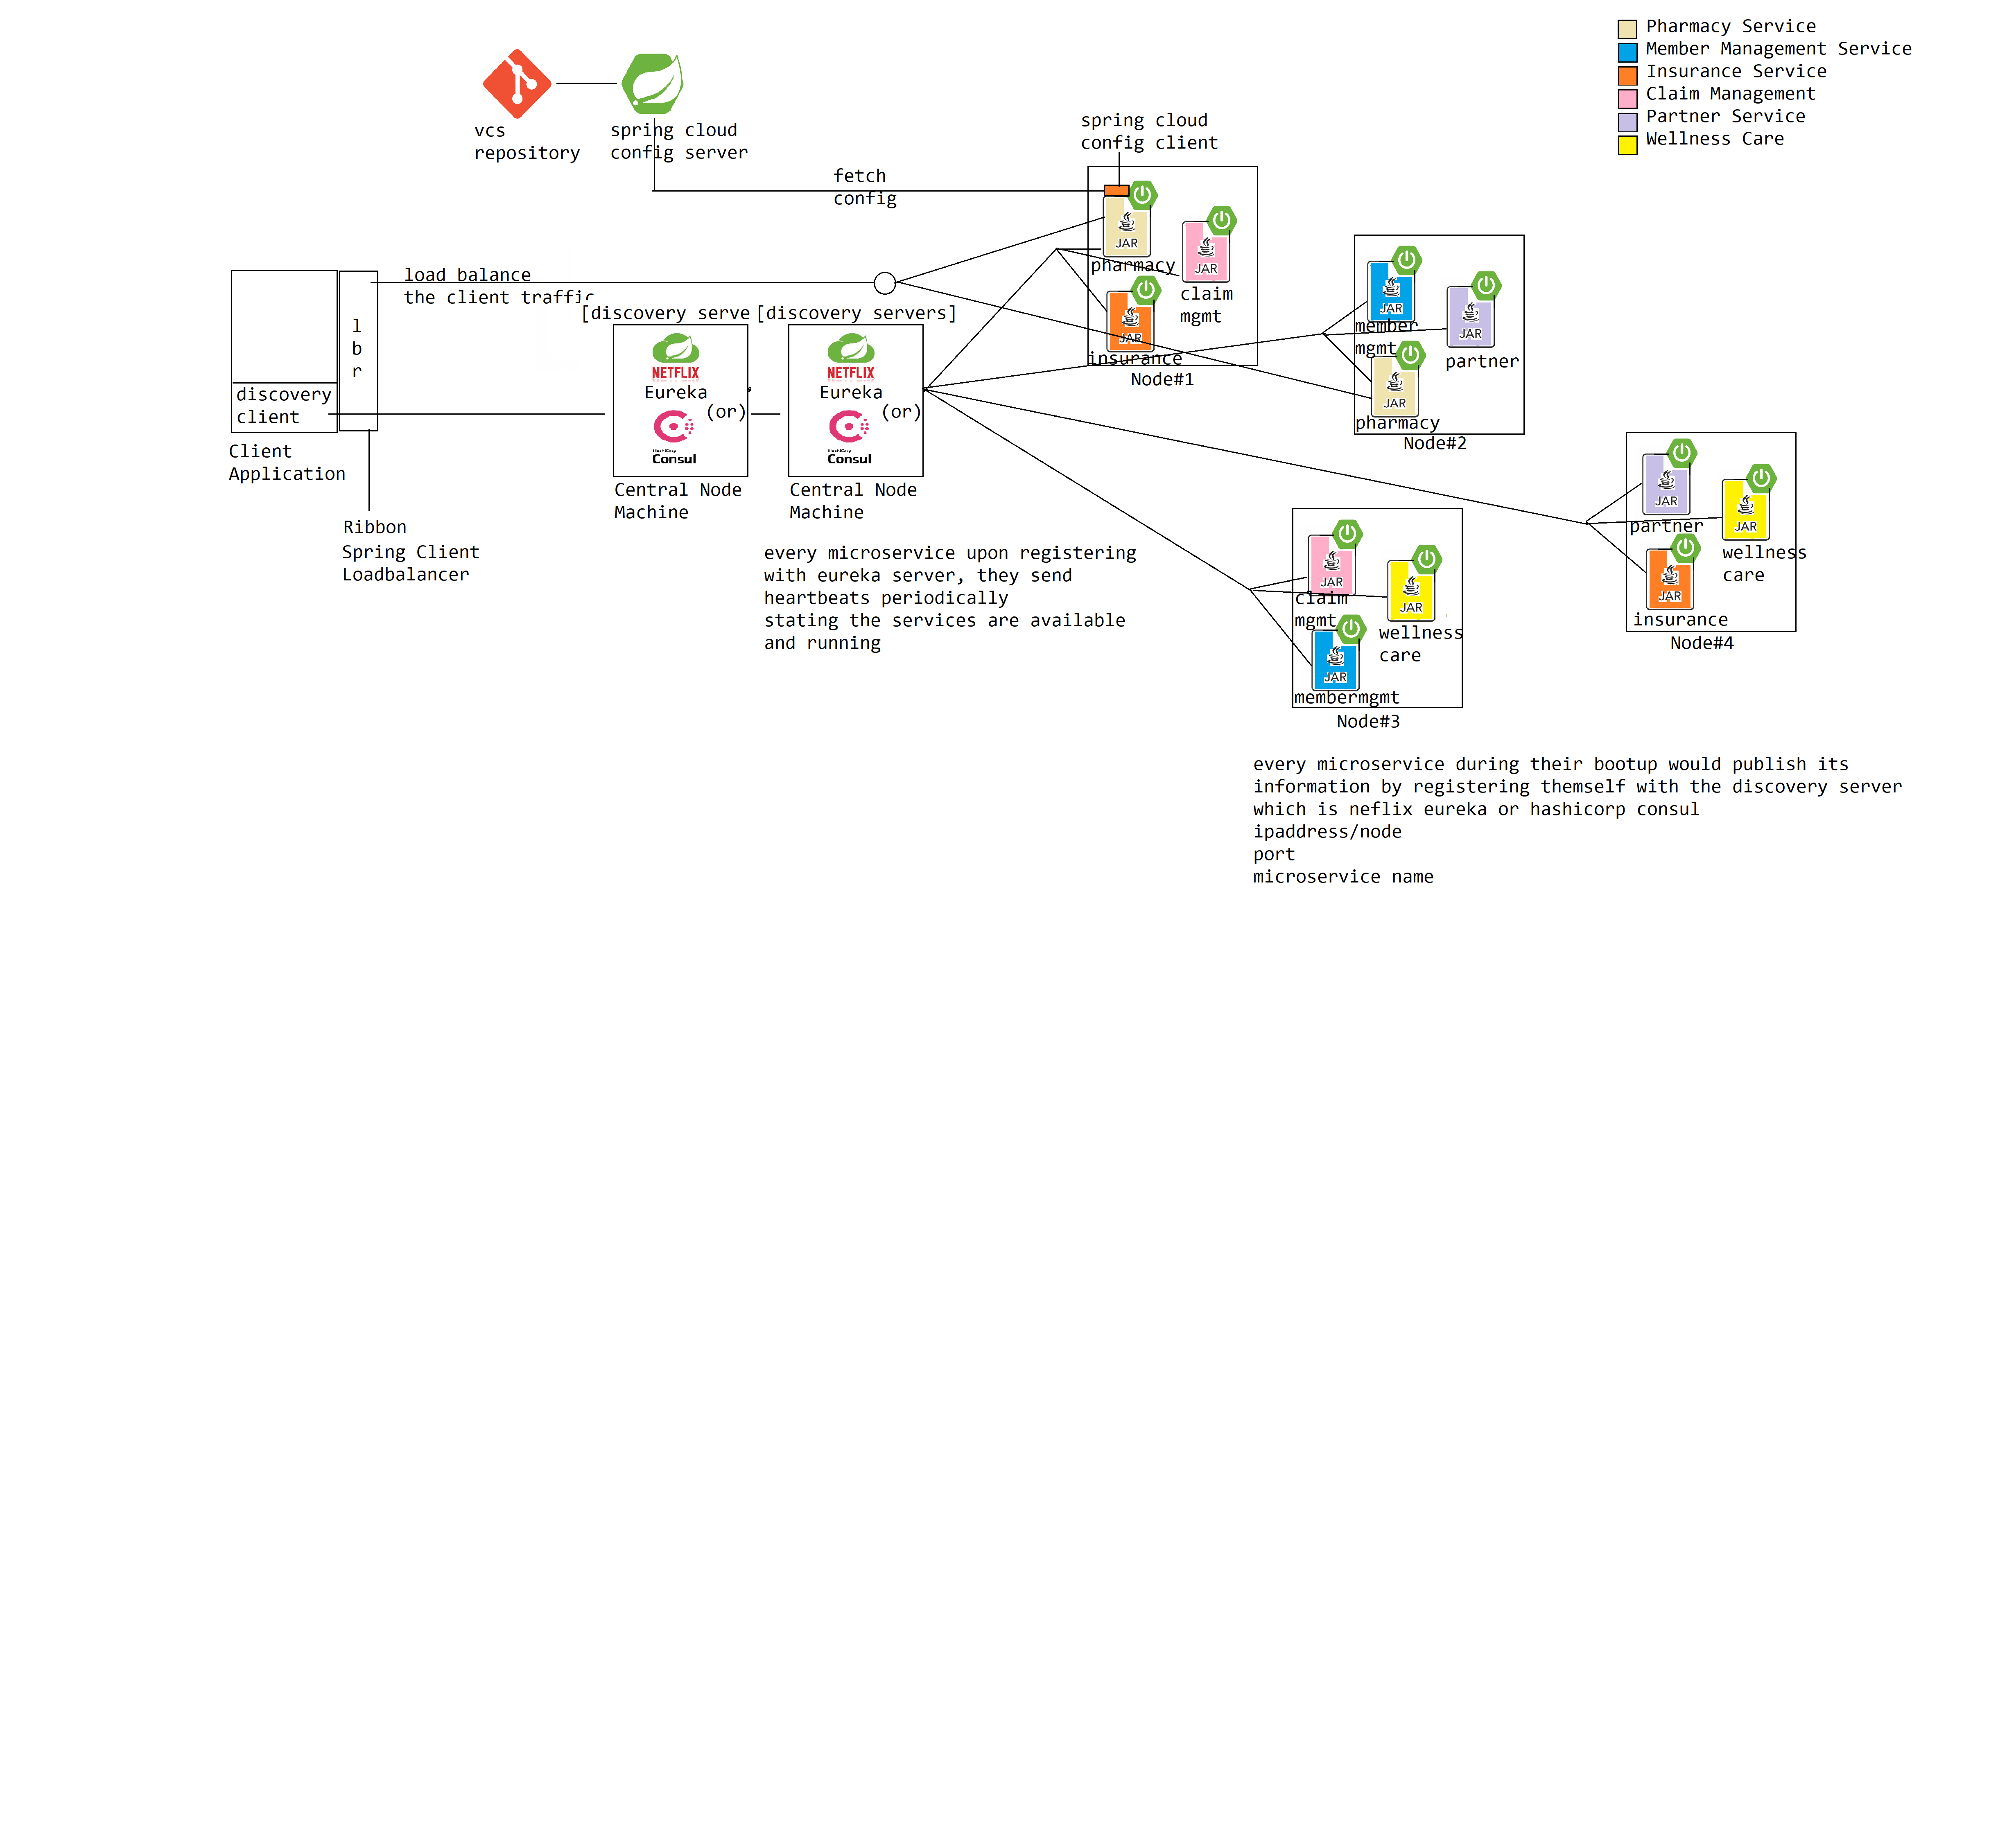 Pharmacy Service
Member Management Service
Insurance Service
Claim Management
Partner Service
Wellness Care
vcs
repository
spring cloud
config server
fetch
config
spring cloud
config client
JAR
pharmacy
JAR
claim
mgmt
JAR
insurance
Node#1
JAR
member
mgmt
JAR
partner
JAR
pharmacy
Node#2
load balance
the client traffic
l
b
r
discovery
client
Client
Application
Ribbon
Spring Client
Loadbalancer
[discovery serve
NETFLIX
Eureka
(or)
HashiCorp
Consul
Central Node
Machine
[discovery servers]
NETFLIX
Eureka
(or)
HashiCorp
Consul
Central Node
Machine
every microservice upon registering
with eureka server, they send
heartbeats periodically
stating the services are available
and running
JAR
partner
JAR
wellness
care
JAR
insurance
Node#4
JAR
claim
mgmt
JAR
wellness
care
JAR
membermgmt
Node#3
every microservice during their bootup would publish its
information by registering themself with the discovery server
which is neflix eureka or hashicorp consul
ipaddress/node
port
microservice name